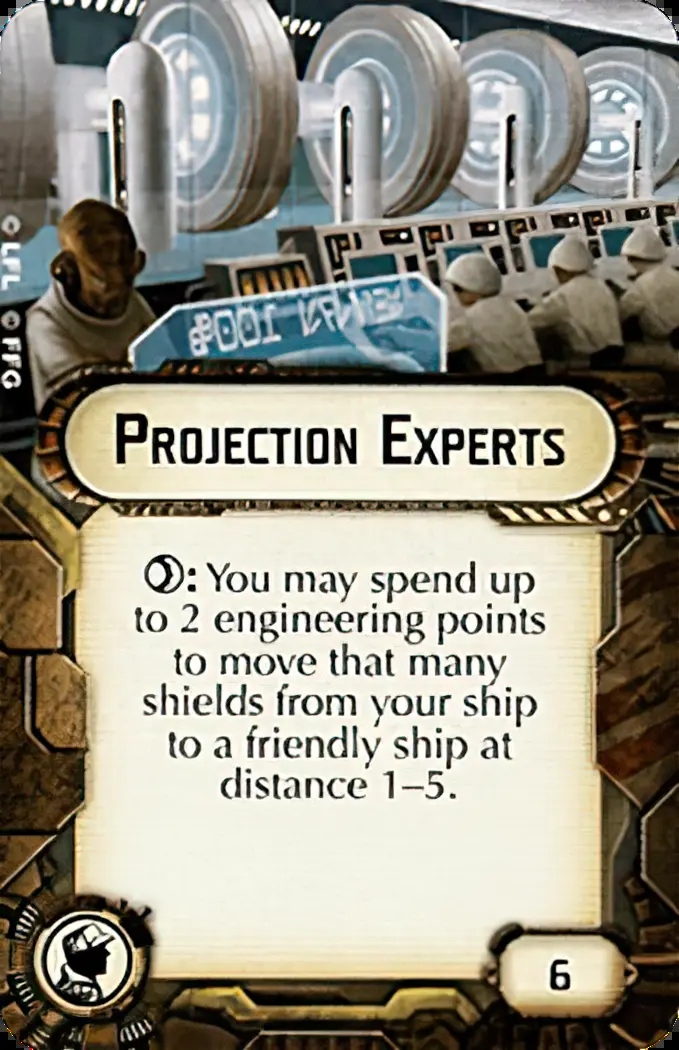 © LFL © FFG
Projection Experts
: You may spend up
to 2 engineering points
to move that many
shields from your ship
to a friendly ship at
distance 1–5.
6